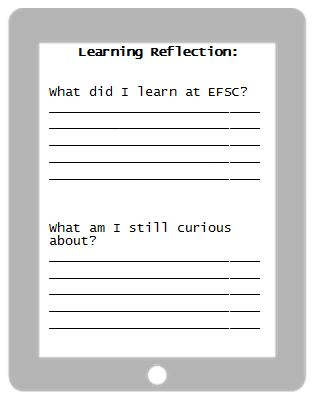 Learning Reflection:
What did I learn at EFSC?
What am I still curious
about?